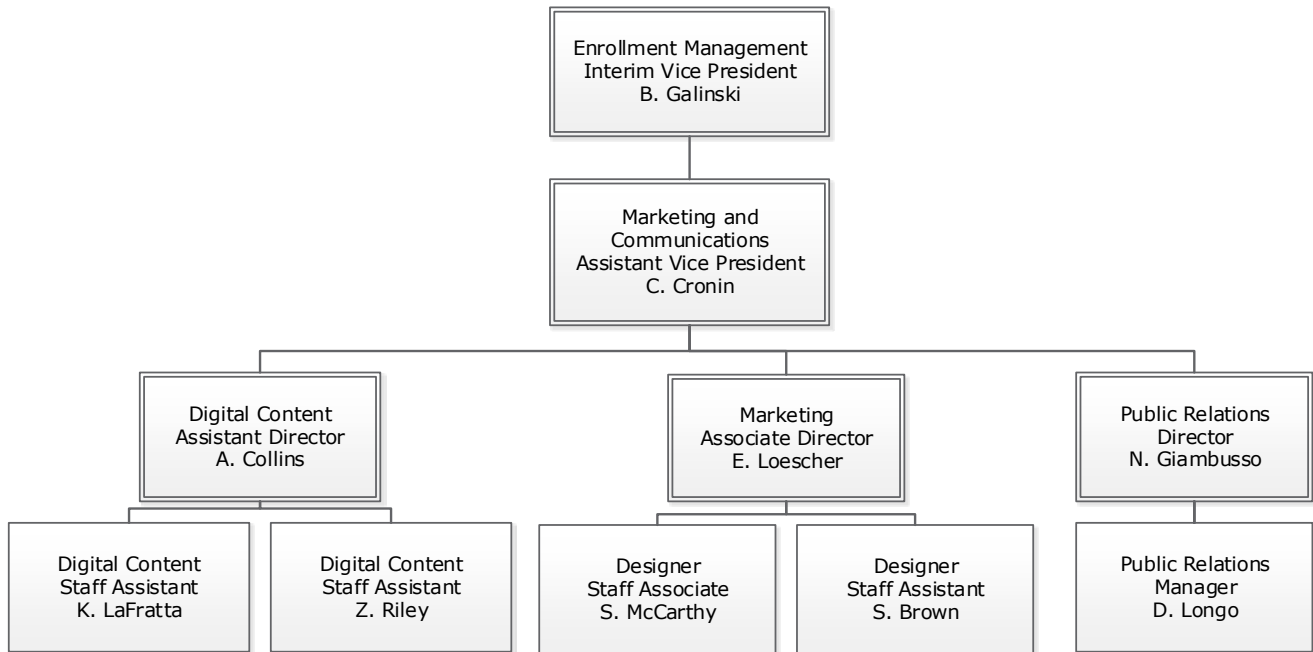 Enrollment Management
Interim Vice President
B. Galinski
Marketing and
Communications
Assistant Vice President
C. Cronin
Digital Content
Assistant Director
A. Collins
Marketing
Associate Director
E. Loescher
Public Relations
Director
N. Giambusso
Digital Content
Staff Assistant
K. LaFratta
Digital Content
Staff Assistant
Z. Riley
Designer
Staff Associate
S. McCarthy
Designer
Staff Assistant
S. Brown
Public Relations
Manager
D. Longo